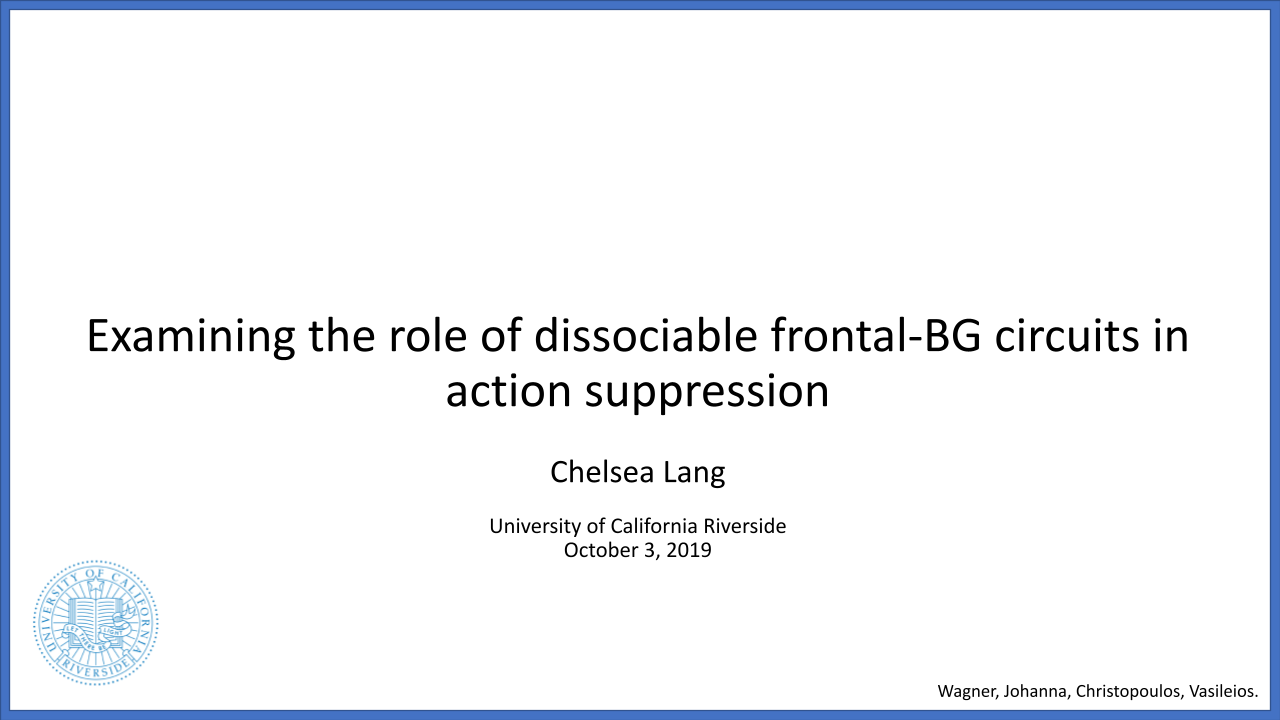 Examining the role of dissociable frontal-BG circuits in
action suppression
Chelsea Lang
University of California Riverside
October 3, 2019
UNIVERSITY OF CALIFORNIA
LET THERE BE LIGHT
RIVERSIDE
Wagner, Johanna, Christopoulos, Vasileios.